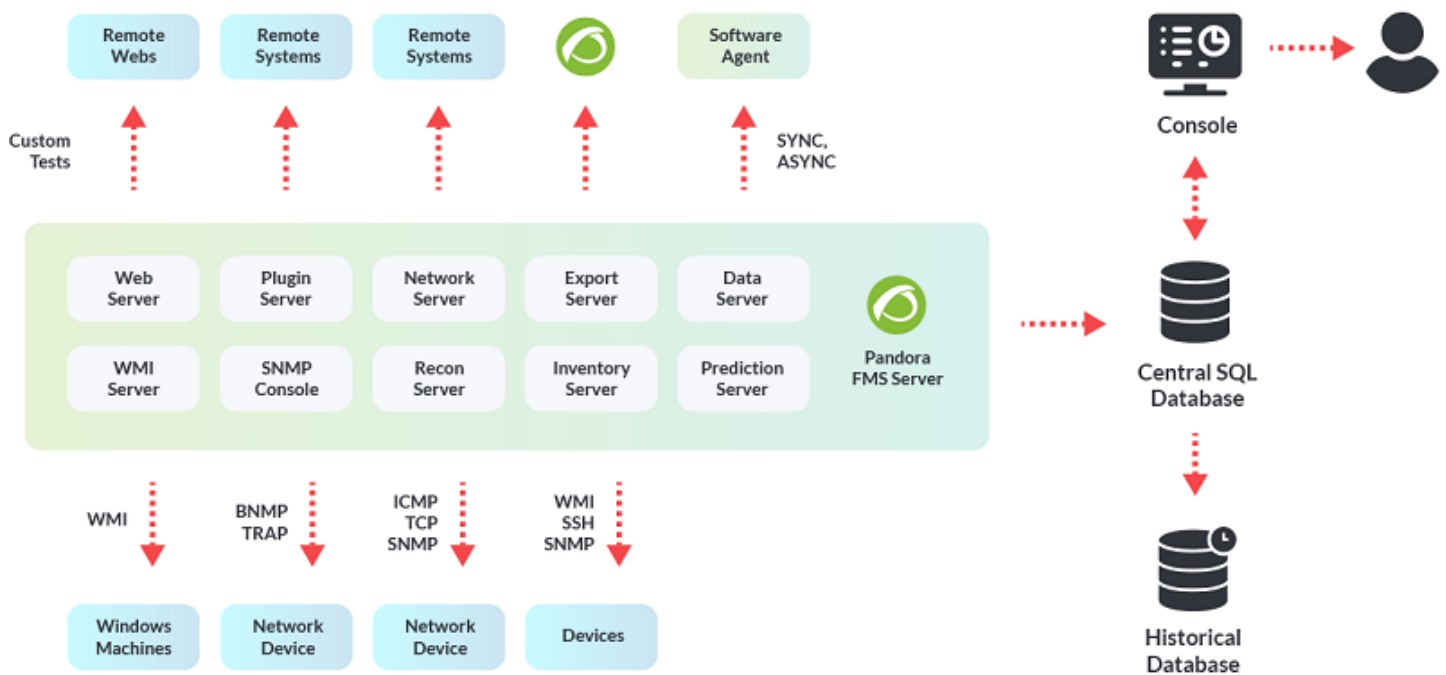 Remote
Webs
Remote
Systems
Remote
Systems
Software
Agent
Custom
Tests
SYNC,
ASYNC
Console
Web
Server
Plugin
Server
Network
Server
Export
Server
Data
Server
WMI
Server
SNMP
Console
Recon
Server
Inventory
Server
Prediction
Server
Pandora
FMS Server
Central SQL
Database
WMI
BNMP
TRAP
ICMP
TCP
SNMP
WMI
SSH
SNMP
Windows
Machines
Network
Device
Network
Device
Devices
Historical
Database